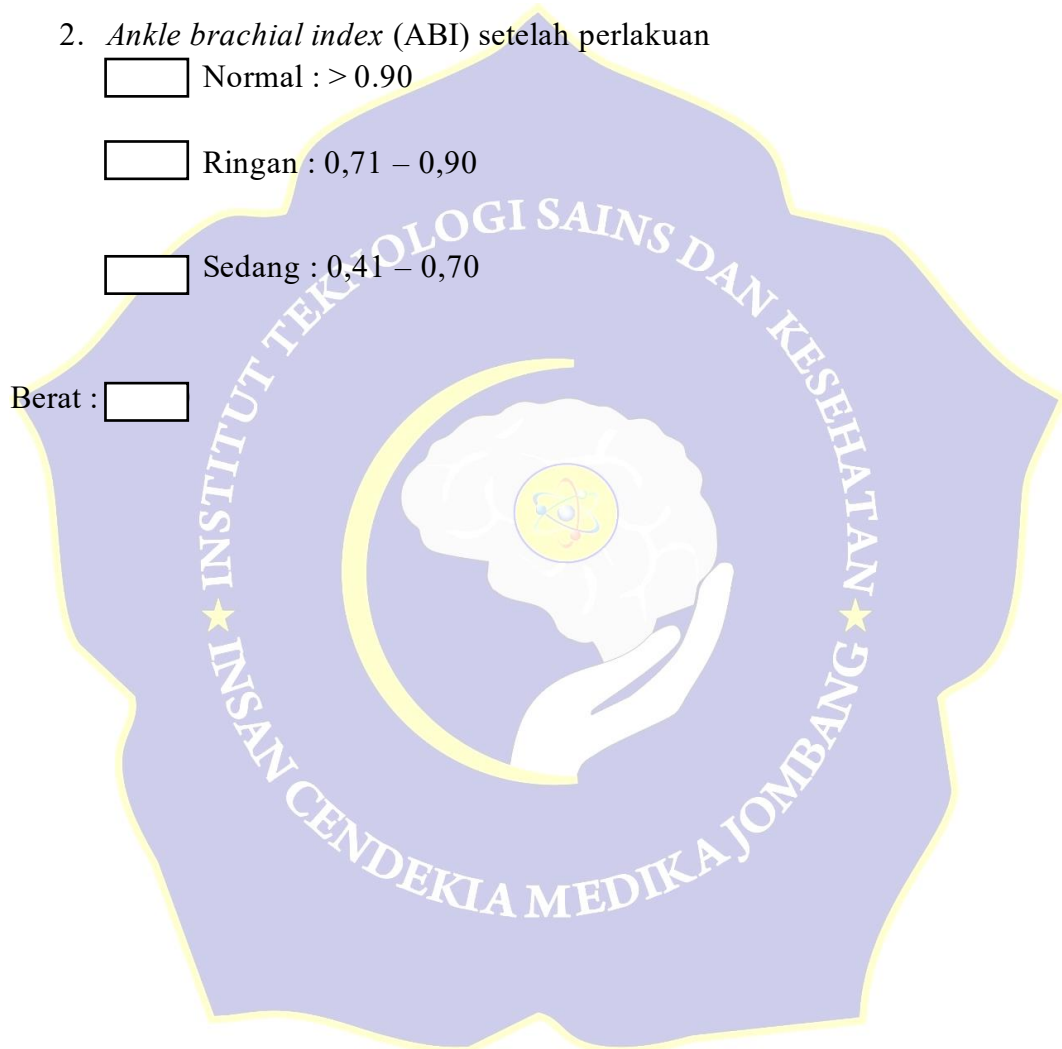 2. Ankle brachial index (ABI) setelah perlakuan
Normal : > 0.90
Ringan : 0,71 – 0,90
Sedang : 0,41 – 0,70
Berat :
INSTITUT TEKNOLOGI SAINS DAN KESEHATAN
INSAN CENDEKIA MEDIKA JOMBANG